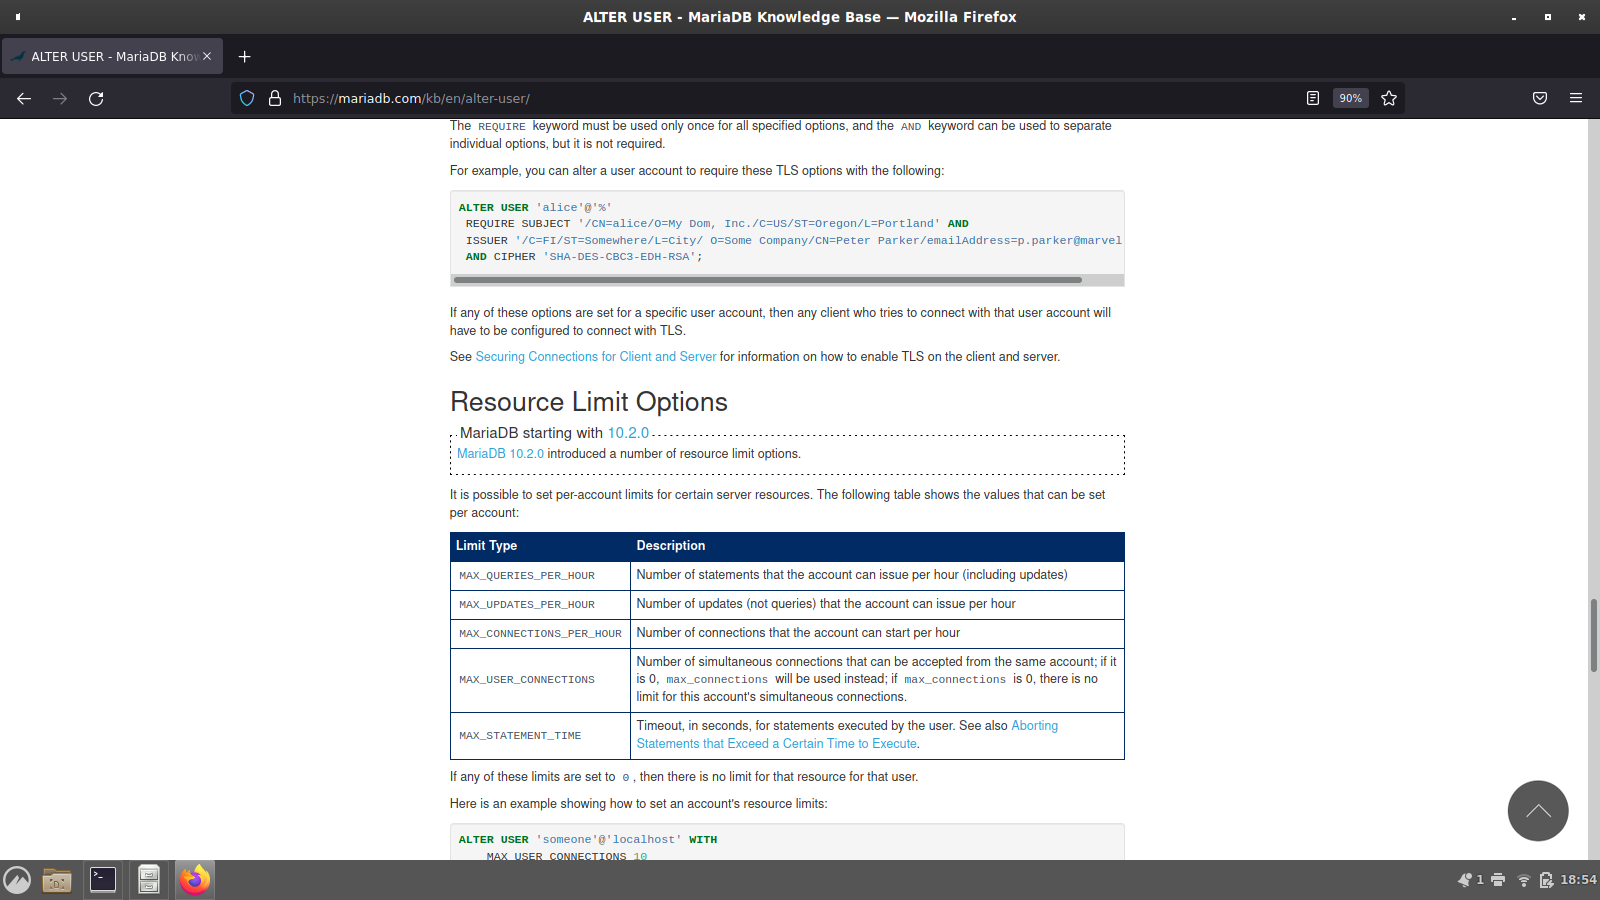 ALTER USER - MariaDB Knowledge Base — Mozilla Firefox
ALTER USER - MariaDB Know
https://mariadb.com/kb/en/alter-user/
90%
The REQUIRE keyword must be used only once for all specified options, and the AND keyword can be used to separate
individual options, but it is not required.
For example, you can alter a user account to require these TLS options with the following:
ALTER USER 'alice'@'%'
REQUIRE SUBJECT '/CN=alice/O=My Dom, Inc./C=US/ST=Oregon/L=Portland' AND
ISSUER '/C=FI/ST=Somewhere/L=City/ O=Some Company/CN=Peter Parker/emailAddress=p.parker@marvel
AND CIPHER 'SHA-DES-CBC3-EDH-RSA';
If any of these options are set for a specific user account, then any client who tries to connect with that user account will
have to be configured to connect with TLS.
See Securing Connections for Client and Server for information on how to enable TLS on the client and server.
Resource Limit Options
MariaDB starting with 10.2.0
MariaDB 10.2.0 introduced a number of resource limit options.
It is possible to set per-account limits for certain server resources. The following table shows the values that can be set
per account:
Limit Type Description
MAX_QUERIES_PER_HOUR Number of statements that the account can issue per hour (including updates)
MAX_UPDATES_PER_HOUR Number of updates (not queries) that the account can issue per hour
MAX_CONNECTIONS_PER_HOUR Number of connections that the account can start per hour
MAX_USER_CONNECTIONS Number of simultaneous connections that can be accepted from the same account; if it
is 0, max_connections will be used instead; if max_connections is 0, there is no
limit for this account's simultaneous connections.
MAX_STATEMENT_TIME Timeout, in seconds, for statements executed by the user. See also Aborting
Statements that Exceed a Certain Time to Execute.
If any of these limits are set to 0, then there is no limit for that resource for that user.
Here is an example showing how to set an account's resource limits:
ALTER USER 'someone'@'localhost' WITH
MAX_USER_CONNECTIONS 10
1
18:54